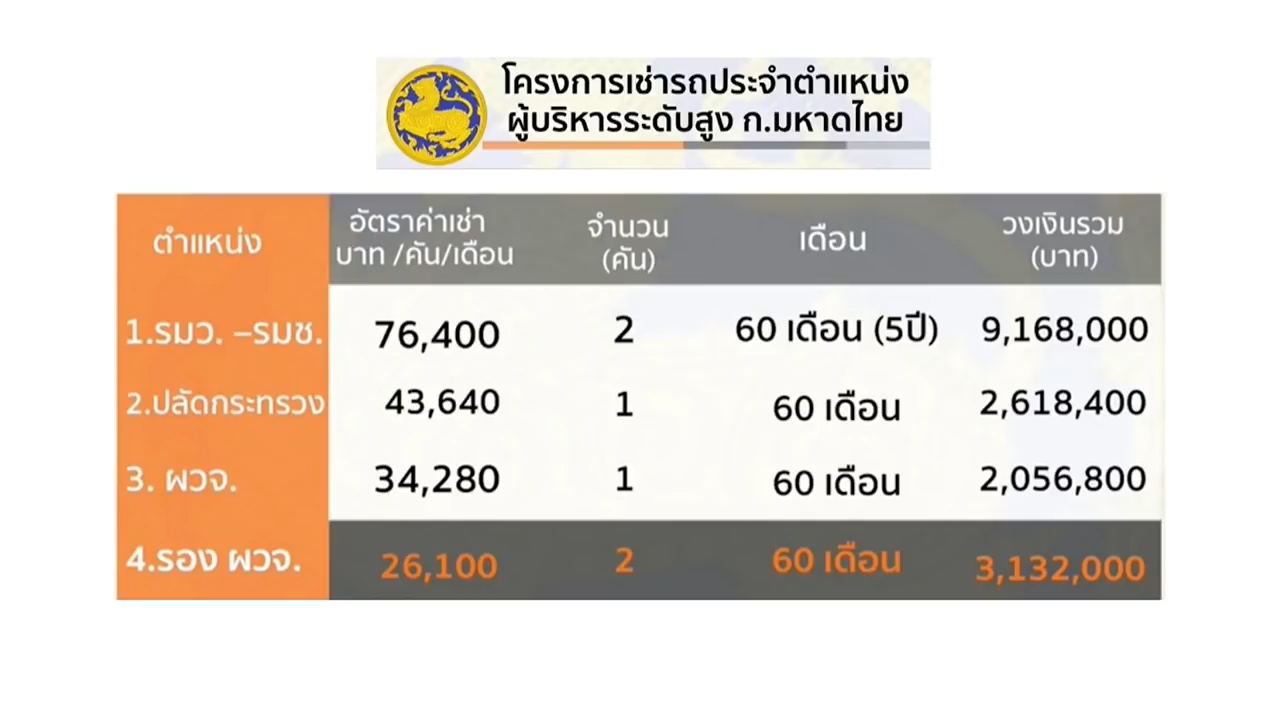 โครงการเช่ารถประจำตำแหน่ง
ผู้บริหารระดับสูง ก.มหาดไทย
ตำแหน่ง อัตราค่าเช่า บาท /คัน/เดือน จำนวน (คัน) เดือน วงเงินรวม (บาท)
1.รมว. –รมช. 76,400 2 60 เดือน (5ปี) 9,168,000
2.ปลัดกระทรวง 43,640 1 60 เดือน 2,618,400
3. ผวจ. 34,280 1 60 เดือน 2,056,800
4.รอง ผวจ. 26,100 2 60 เดือน 3,132,000